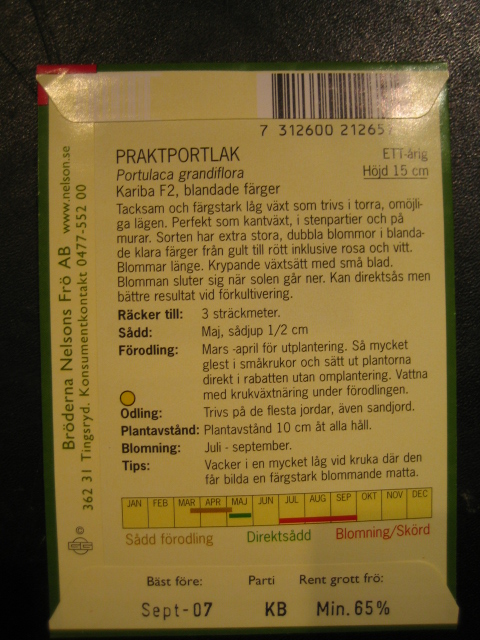 7 312600 21265
PRAKTPORTLAK
ETT-årig
Portulaca grandiflora
Höjd 15 cm
Kariba F2, blandade färger
Tacksam och färgstark låg växt som trivs i torra, omöjli-
ga lägen. Perfekt som kantväxt, i stenpartier och på
murar. Sorten har extra stora, dubbla blommor i blanda-
de klara färger från gult till rött inklusive rosa och vitt.
Blommar länge. Krypande växtsätt med små blad.
Blomman sluter sig när solen går ner. Kan direktsås men
bättre resultat vid förkultivering.
Räcker till: 3 sträckmeter.
Sådd: Maj, sådjup 1/2 cm
Förodling: Mars -april för utplantering. Så mycket
glest i småkrukor och sätt ut plantorna
direkt i rabatten utan omplantering. Vattna
med krukväxtnäring under förodlingen.
Odling: Trivs på de flesta jordar, även sandjord.
Plantavstånd: Plantavstånd 10 cm åt alla håll.
Blomning: Juli - september.
Tips: Vacker i en mycket låg vid kruka där den
får bilda en färgstark blommande matta.
JAN FEB MAR APR MAJ JUN JUL AUG SEP OKT NOV DEC
Sådd förodling Direktsådd Blomning/Skörd
Bäst före: Parti Rent grott frö:
Sept-07 KB Min.65%
Bröderna Nelsons Frö AB www.nelson.se
362 31 Tingsryd. Konsumentkontakt 0477-552 00
©